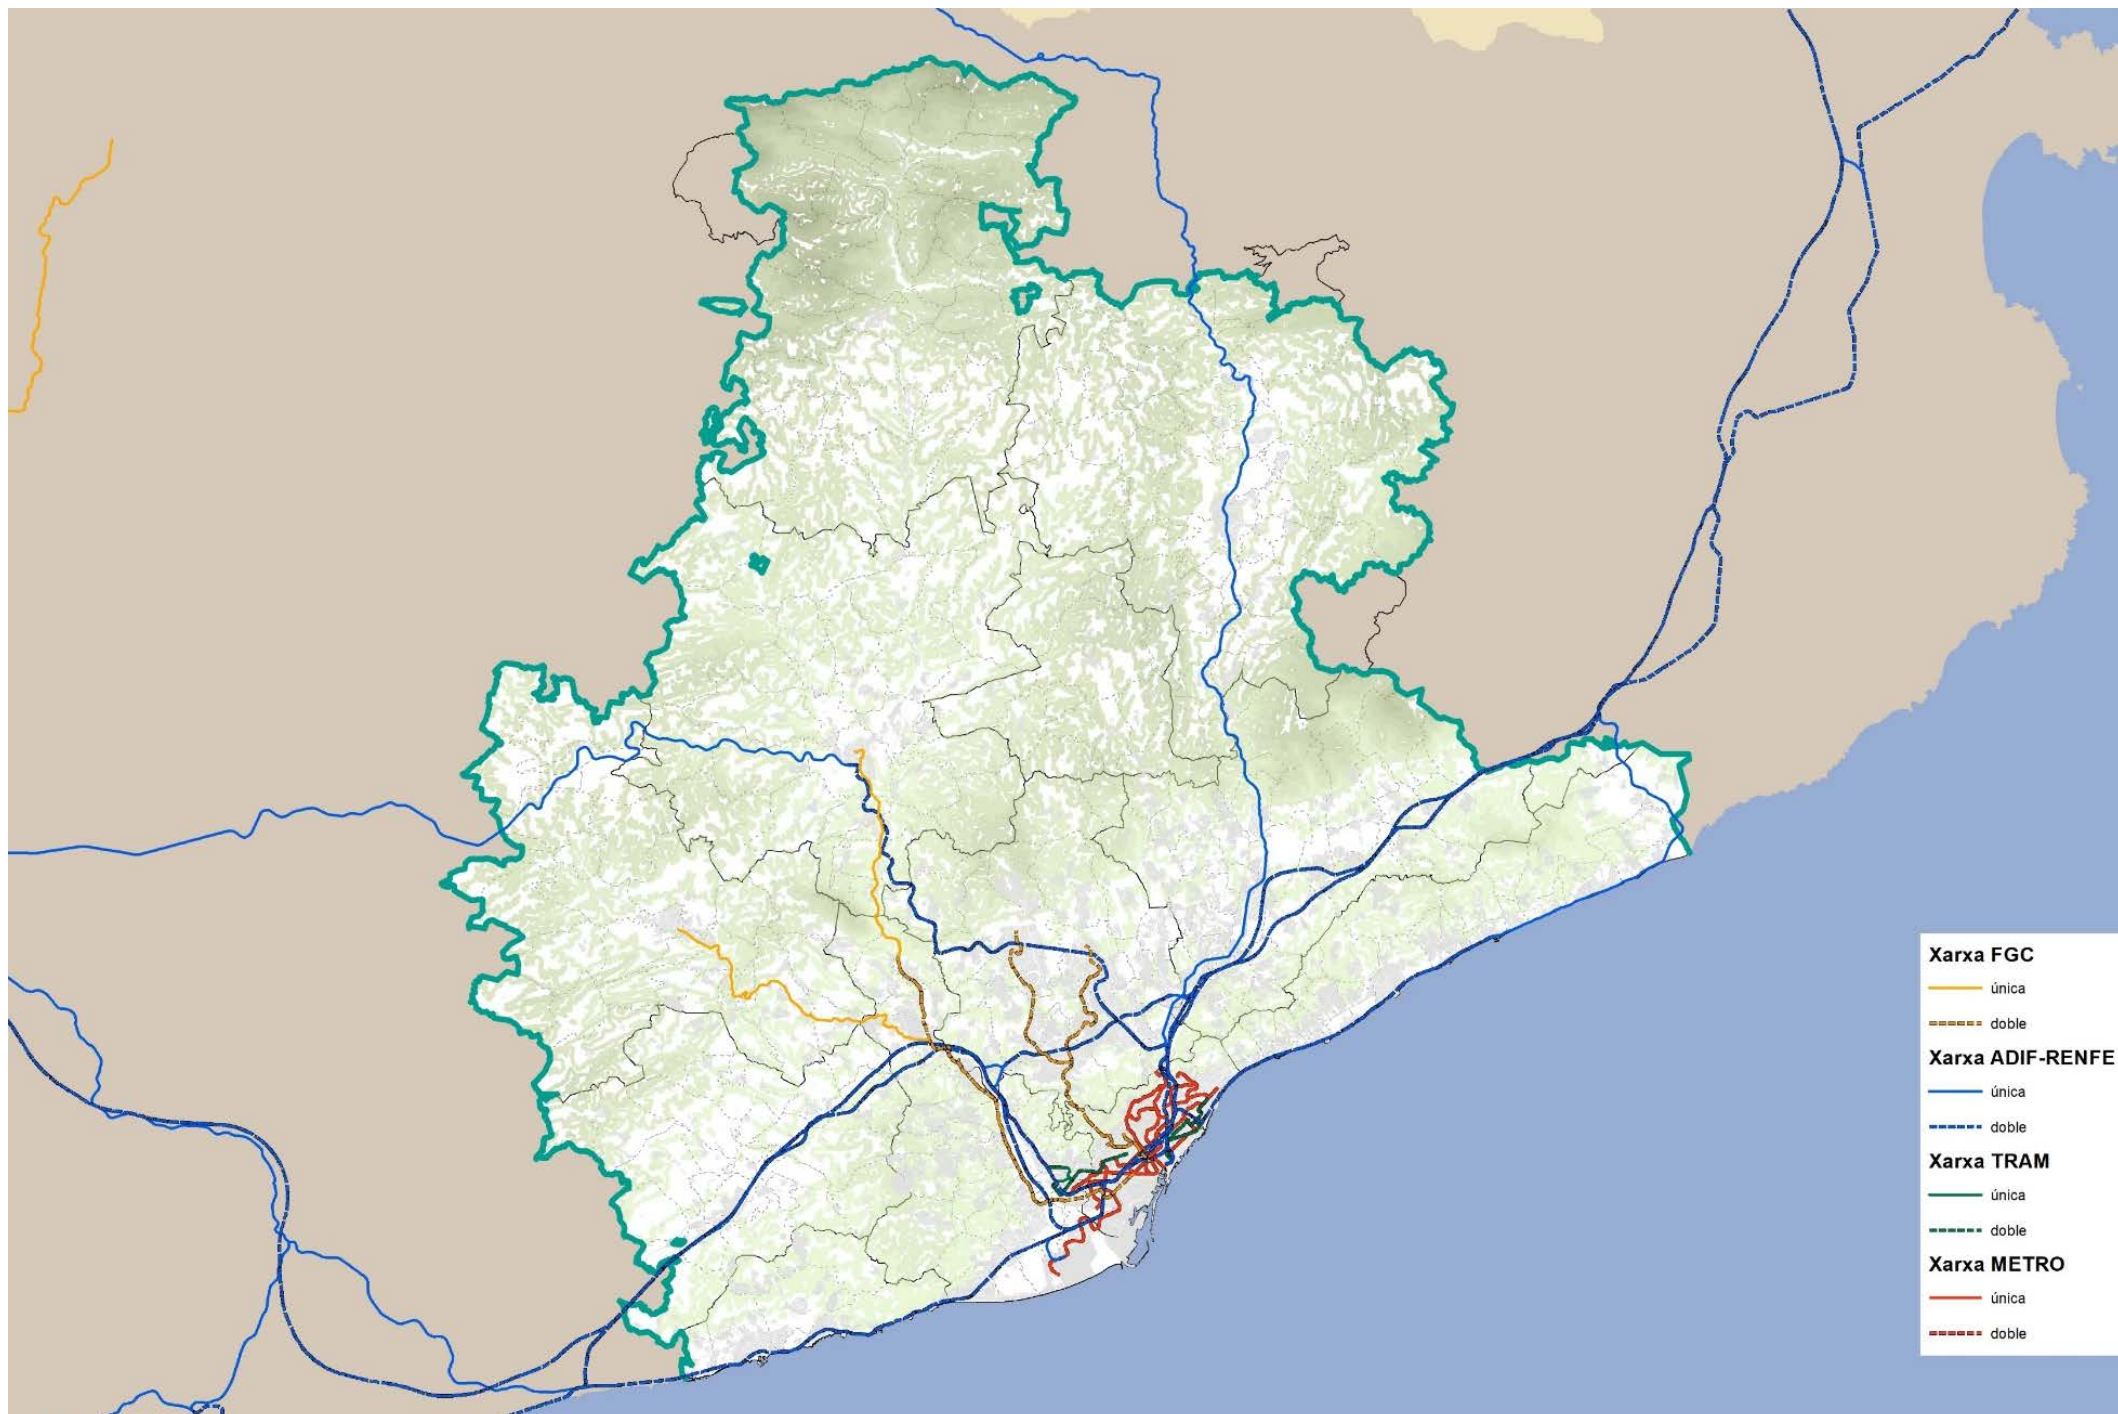 Xarxa FGC
única
doble
Xarxa ADIF-RENFE
única
doble
Xarxa TRAM
única
doble
Xarxa METRO
única
doble